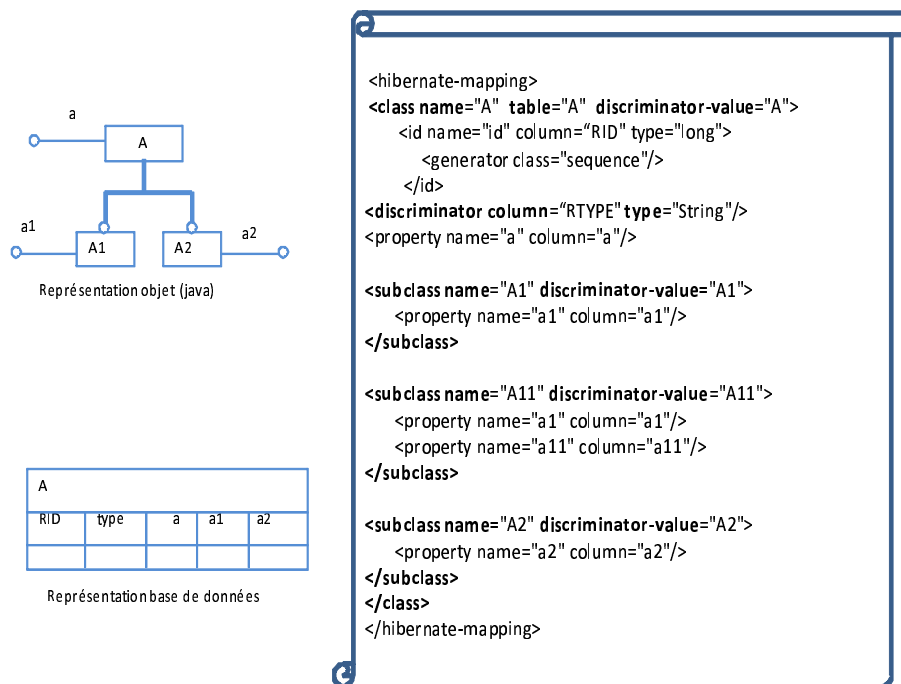 a
A
a1
A1
A2
a2
Représentation objet (java)
A
RID type a a1 a2
Représentation base de données
<hibernate-mapping>
<class name="A" table="A" discriminator-value="A">
<id name="id" column=“RID" type="long">
<generator class="sequence"/>
</id>
<discriminator column=“RTYPE" type="String"/>
<property name="a" column="a"/>
<subclass name="A1" discriminator-value="A1">
<property name="a1" column="a1"/>
</subclass>
<subclass name="A11" discriminator-value="A11">
<property name="a1" column="a1"/>
<property name="a11" column="a11"/>
</subclass>
<subclass name="A2" discriminator-value="A2">
<property name="a2" column="a2"/>
</subclass>
</class>
</hibernate-mapping>